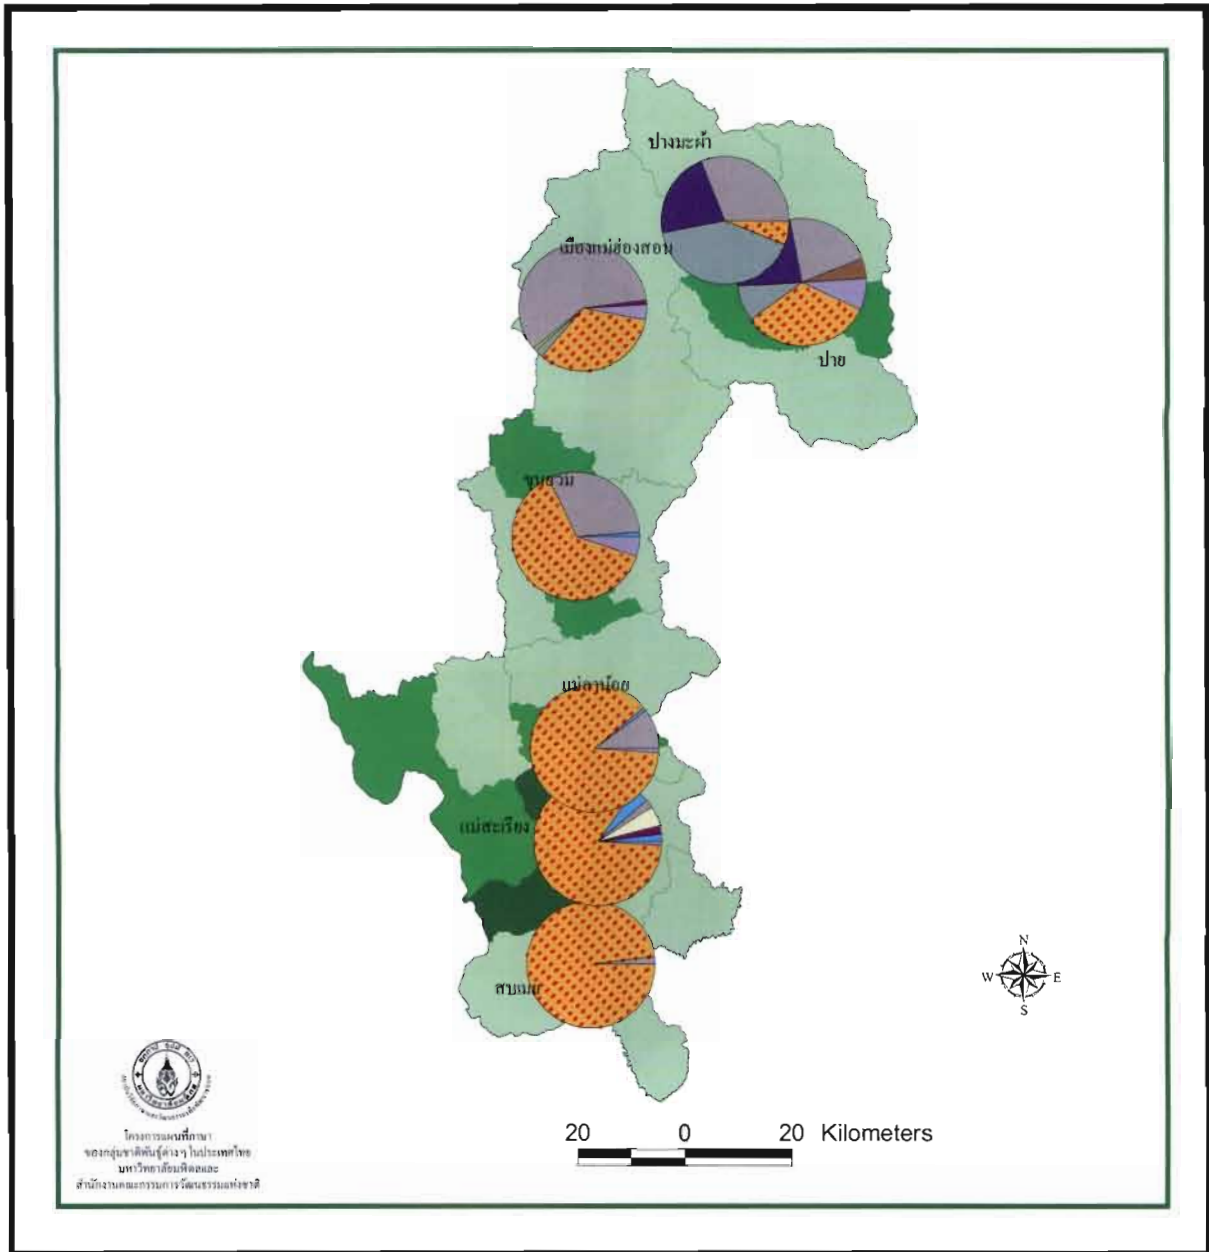 ปางมะผ้า
เมืองแม่ฮ่องสอน
ปาย
ขุนยวม
แม่ลาน้อย
แม่สะเรียง
สบเมย
N
W E
S
20 0 20 Kilometers
โครงการแผนที่ภาษา
ของกลุ่มชาติพันธุ์ต่าง ๆ ในประเทศไทย
มหาวิทยาลัยมหิดลและ
สำนักงานคณะกรรมการวัฒนธรรมแห่งชาติ